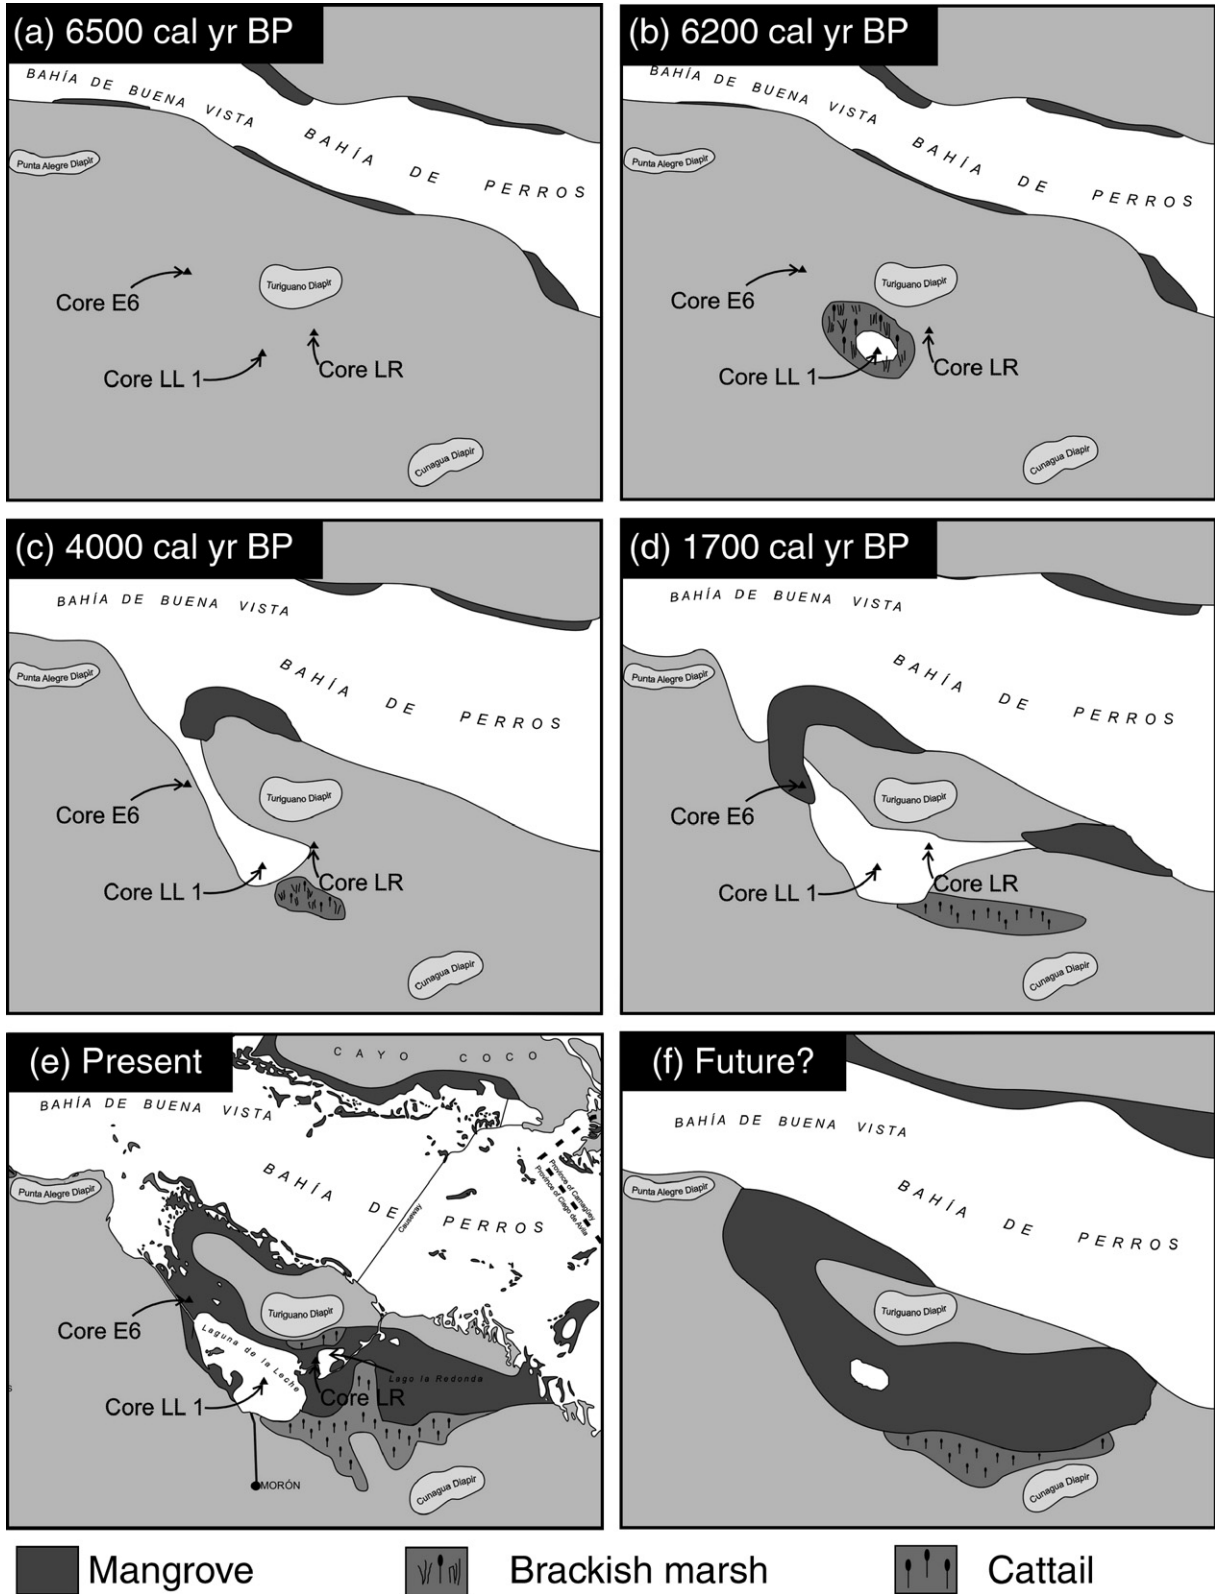 (a) 6500 cal yr BP
BAHÍA DE BUENA VISTA
BAHÍA DE PERROS
Punta Alegre Diapir
Core E6
Turiguano Diapir
Core LL 1
Core LR
Cunagua Diapir
(b) 6200 cal yr BP
BAHÍA DE BUENA VISTA
BAHÍA DE PERROS
Punta Alegre Diapir
Core E6
Turiguano Diapir
Core LL 1
Core LR
Cunagua Diapir
(c) 4000 cal yr BP
BAHÍA DE BUENA VISTA
BAHÍA DE PERROS
Punta Alegre Diapir
Core E6
Turiguano Diapir
Core LL 1
Core LR
Cunagua Diapir
(d) 1700 cal yr BP
BAHÍA DE BUENA VISTA
BAHÍA DE PERROS
Punta Alegre Diapir
Core E6
Turiguano Diapir
Core LL 1
Core LR
Cunagua Diapir
(e) Present
CAYO COCO
BAHÍA DE BUENA VISTA
BAHÍA DE PERROS
Province of Camagüey
Province of Ciego de Avila
Causeway
Punta Alegre Diapir
Core E6
Turiguano Diapir
Laguna de la Leche
Lago la Redonda
Core LL 1
Core LR
MORÓN
Cunagua Diapir
(f) Future?
BAHÍA DE BUENA VISTA
BAHÍA DE PERROS
Punta Alegre Diapir
Turiguano Diapir
Cunagua Diapir
Mangrove
Brackish marsh
Cattail